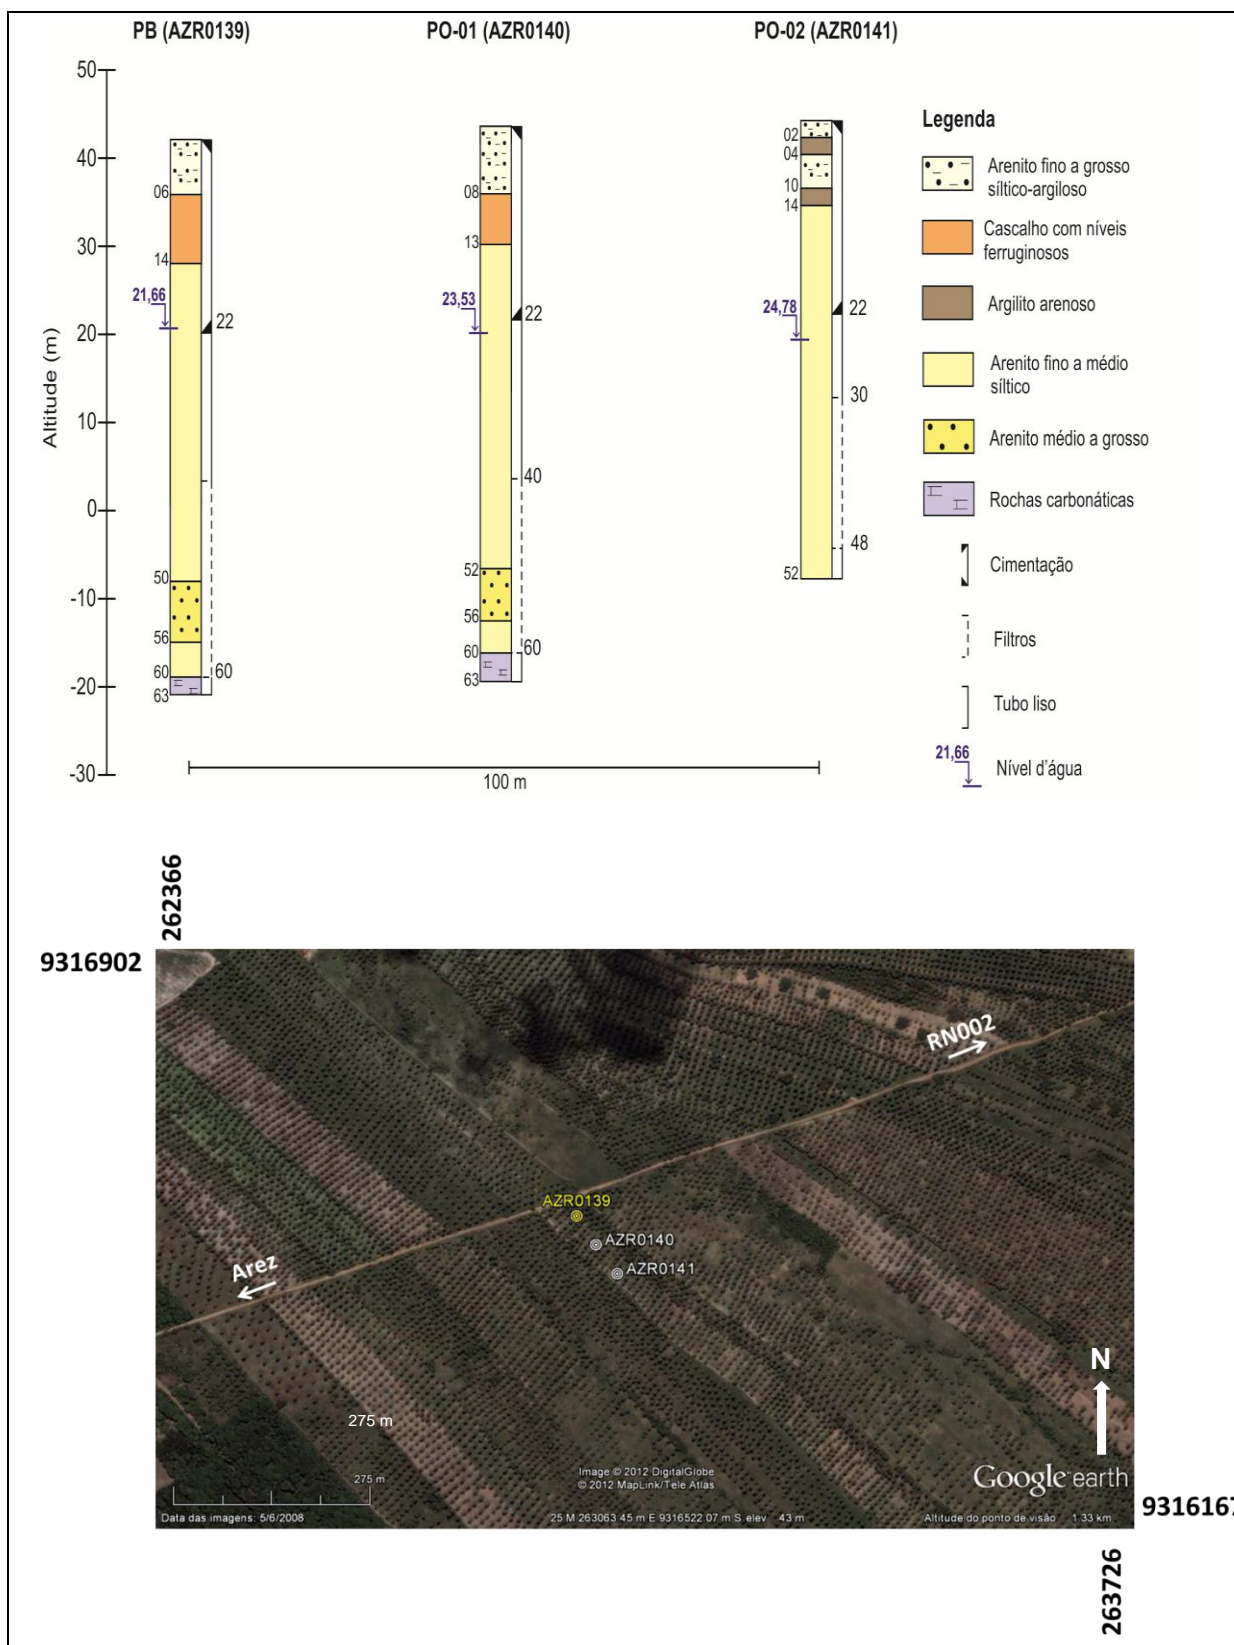 PB (AZR0139) PO-01 (AZR0140) PO-02 (AZR0141)
50
40
30
20
10
0
-10
-20
-30
Altitude (m)
06
14
21,66
22
50
56
60
60
63
08
13
23,53
22
40
52
56
60
60
63
02
04
10
14
24,78
22
30
48
52
100 m
Legenda
Arenito fino a grosso
síltico-argiloso
Cascalho com níveis
ferruginosos
Argilito arenoso
Arenito fino a médio
síltico
Arenito médio a grosso
Rochas carbonáticas
Cimentação
Filtros
Tubo liso
21,66
Nível d'água
262366
9316902
RN002
AZR0139
AZR0140
AZR0141
Arez
N
275 m
275 m
Image © 2012 DigitalGlobe
© 2012 MapLink/Tele Atlas
Google earth
Data das imagens: 5/6/2008 25 M 263063 45 m E 9316522 07 m S elev 43 m Altitude do ponto de visão 1 33 km
9316167
263726